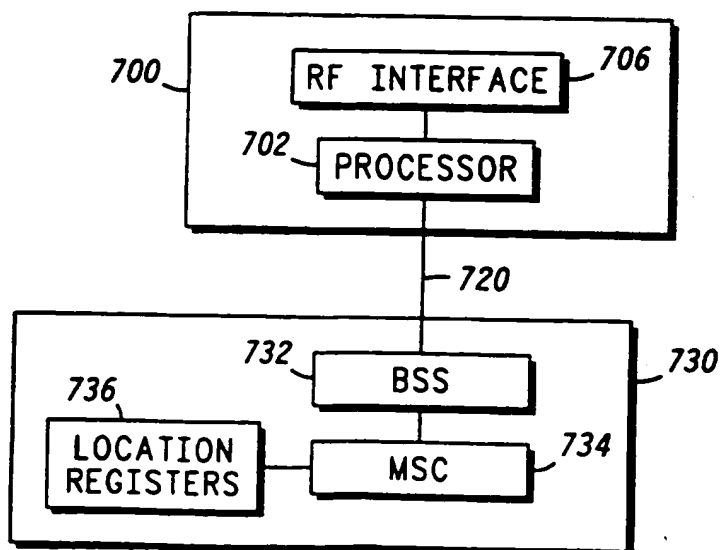 700
RF INTERFACE
706
702
PROCESSOR
720
732
BSS
730
736
LOCATION
REGISTERS
MSC
734